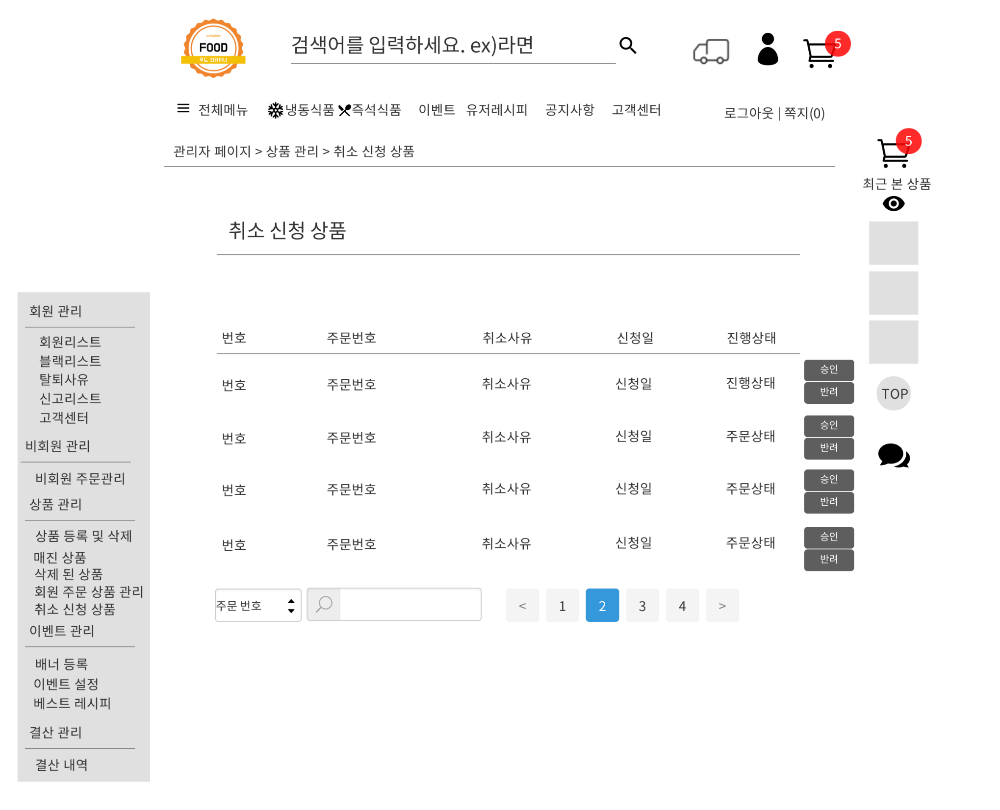 container
FOOD
푸드 컨테이너
검색어를 입력하세요. ex)라면
5
전체메뉴 냉동식품 즉석식품 이벤트 유저레시피 공지사항 고객센터 로그아웃 | 쪽지(0)
관리자 페이지 > 상품 관리 > 취소 신청 상품
5
최근 본 상품
취소 신청 상품
회원 관리
회원리스트
블랙리스트
탈퇴사유
신고리스트
고객센터
비회원 관리
비회원 주문관리
상품 관리
상품 등록 및 삭제
매진 상품
삭제 된 상품
회원 주문 상품 관리
취소 신청 상품
이벤트 관리
배너 등록
이벤트 설정
베스트 레시피
결산 관리
결산 내역
번호 주문번호 취소사유 신청일 진행상태
번호 주문번호 취소사유 신청일 진행상태
승인
반려
번호 주문번호 취소사유 신청일 주문상태
승인
반려
번호 주문번호 취소사유 신청일 주문상태
승인
반려
번호 주문번호 취소사유 신청일 주문상태
승인
반려
주문 번호
< 1 2 3 4 >
TOP